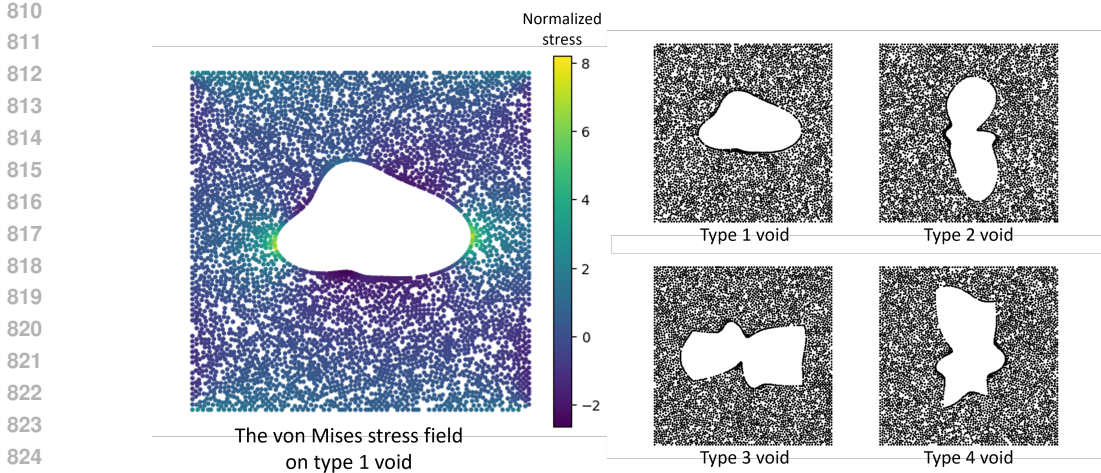 810
811
812
813
814
815
816
817
818
819
820
821
822
823
824
Normalized
stress
8
6
4
2
0
−2
The von Mises stress field
on type 1 void
Type 1 void
Type 2 void
Type 3 void
Type 4 void